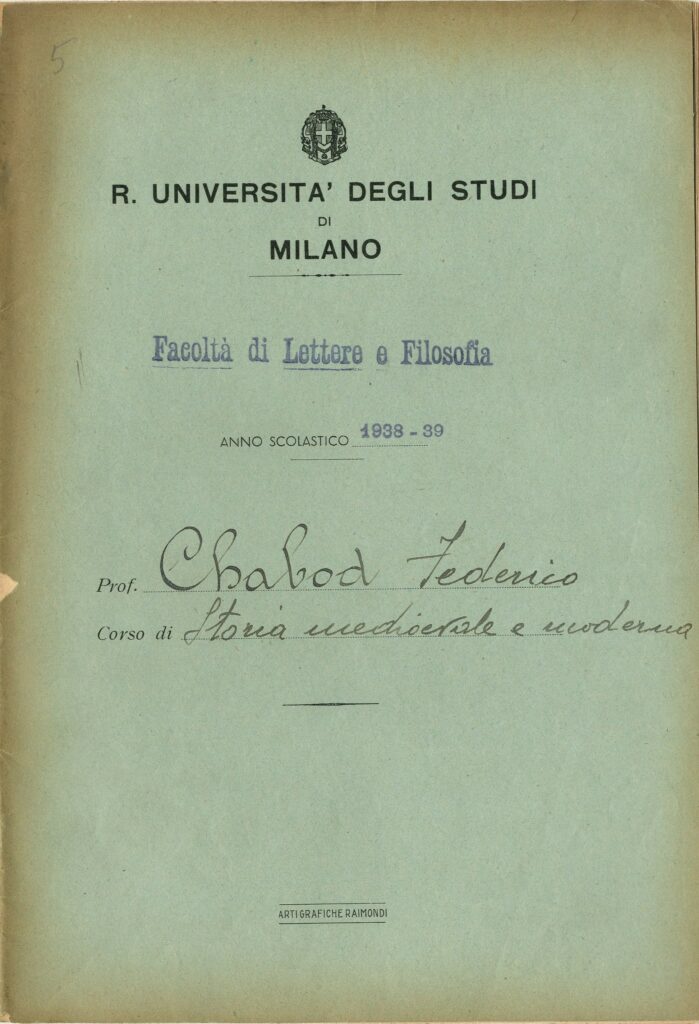 5
R. UNIVERSITA' DEGLI STUDI
DI
MILANO
Facoltà di Lettere e Filosofia
ANNO SCOLASTICO 1938-39
Prof. Chabod Federico
Corso di Storia medioevale e moderna
ARTI GRAFICHE RAIMONDI